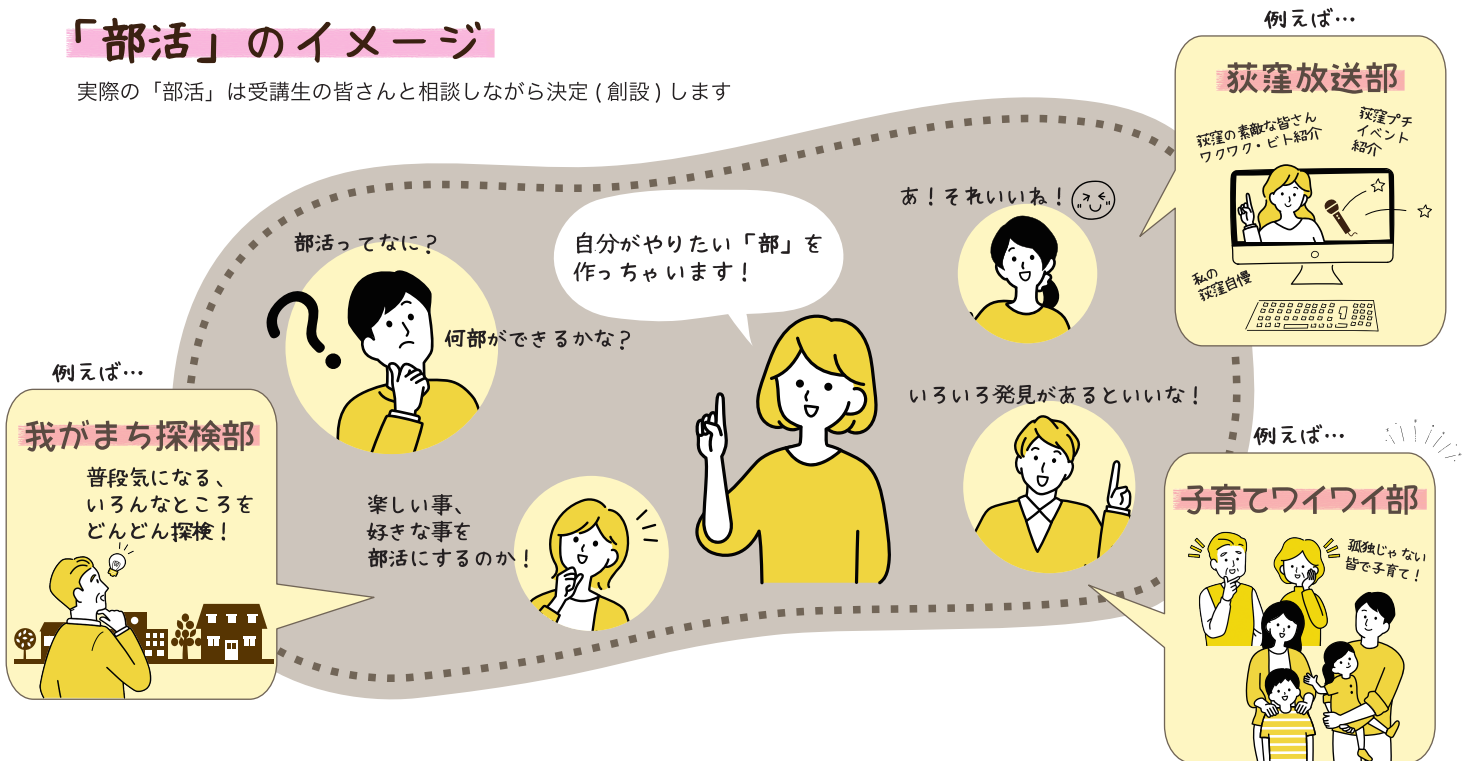 「部活」のイメージ
実際の「部活」は受講生の皆さんと相談しながら決定 ( 創設 ) します
例えば…
荻窪放送部
荻窪の素敵な皆さん
ワクワク・ビト紹介
荻窪プチ
イベント
紹介
私の
荻窪自慢
あ！それいいね！
自分がやりたい「部」を
作っちゃいます！
部活ってなに？
何部ができるかな？
例えば…
我がまち探検部
普段気になる、
いろんなところを
どんどん探検！
いろいろ発見があるといいな！
楽しい事、
好きな事を
部活にするのか！
例えば…
子育てワイワイ部
孤独じゃない
皆で子育て！